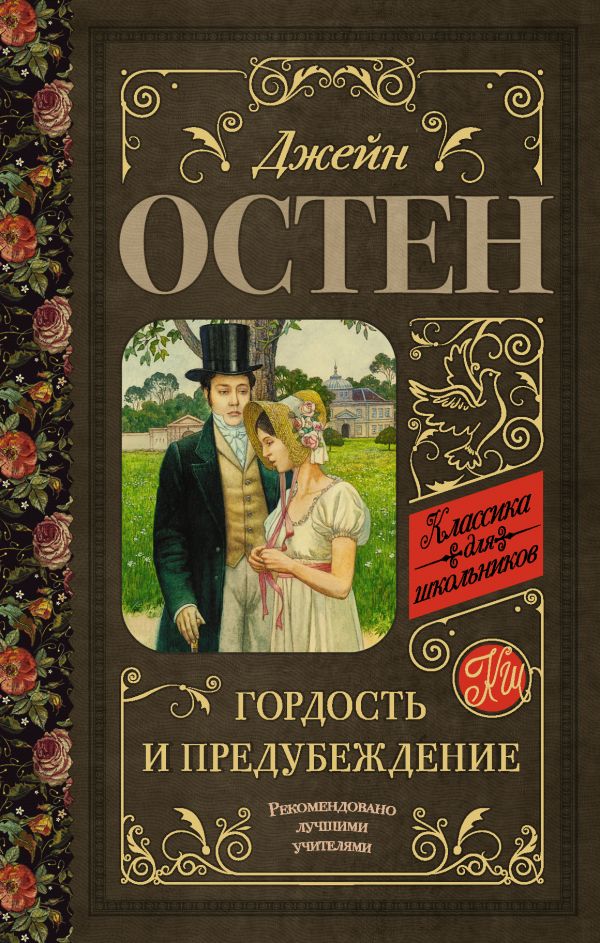 Джейн
ОСТЕН
Классика
для
школьников
КШ
ГОРДОСТЬ
И ПРЕДУБЕЖДЕНИЕ
Рекомендовано
лучшими
учителями